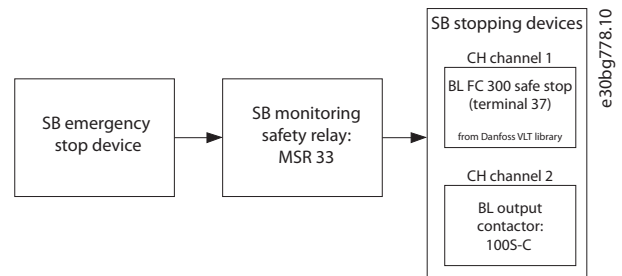 SB emergency
stop device
SB monitoring
safety relay:
MSR 33
SB stopping devices
CH channel 1
BL FC 300 safe stop
(terminal 37)
from Danfoss VLT library
CH channel 2
BL output
contactor:
100S-C
e30bg778.10